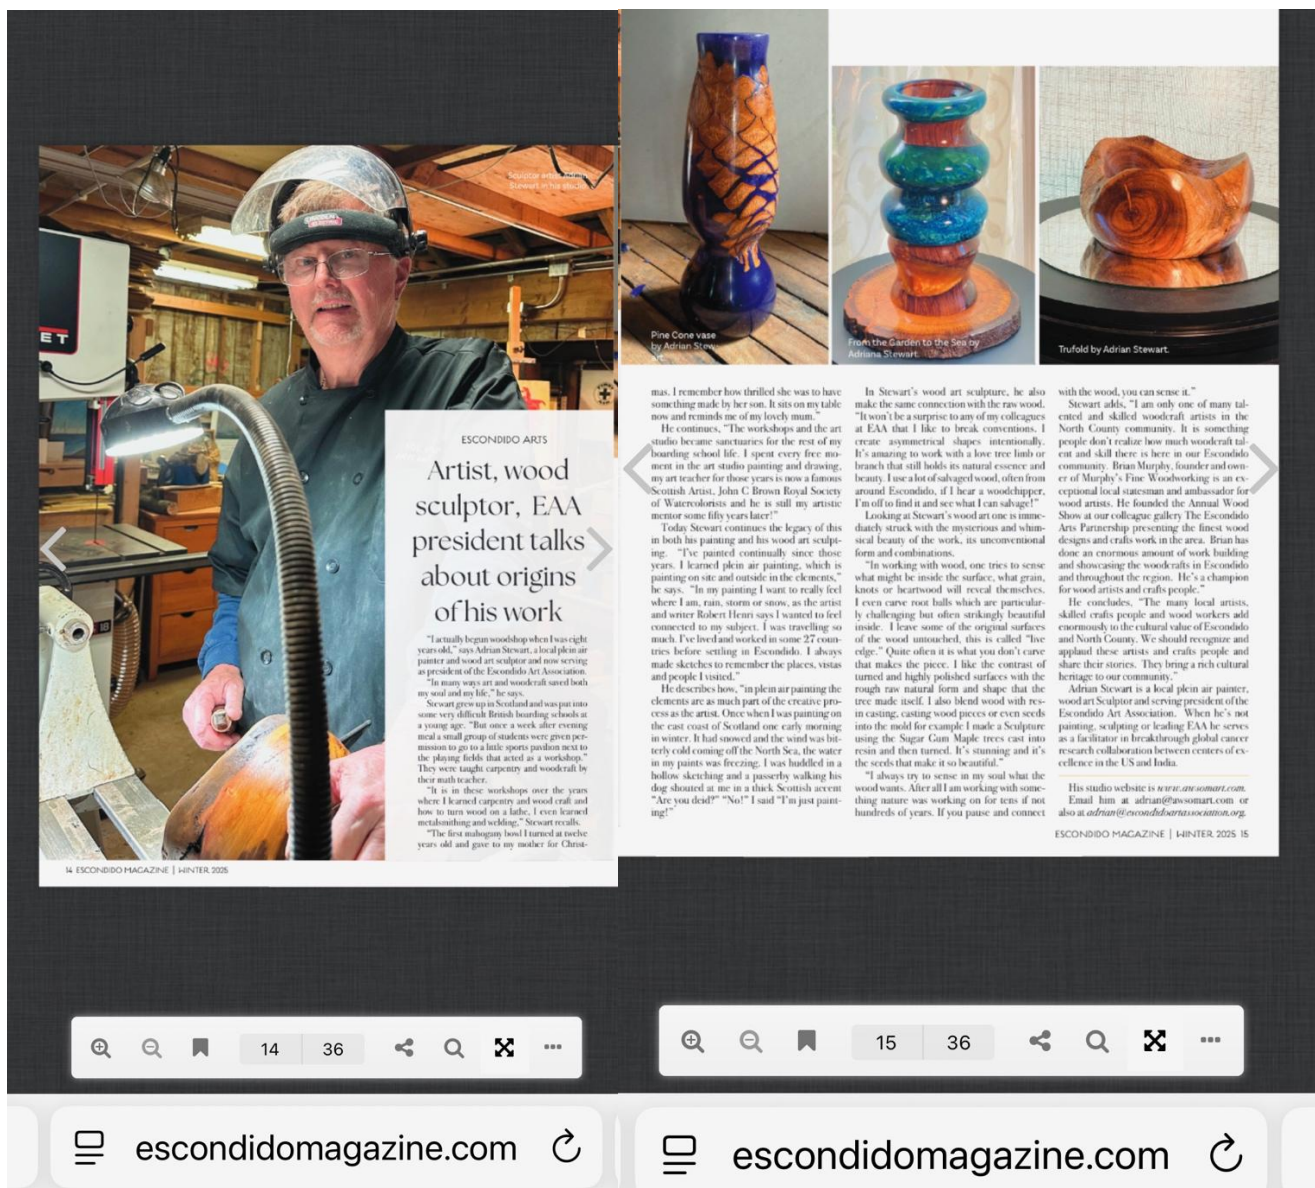 Sculptor artist Adrian
Stewart in his studio
ET
ESCONDIDO ARTS
Artist, wood
sculptor, EAA
president talks
about origins
of his work
"I actually begun woodshop when I was eight
years old," says Adrian Stewart, a local plein air
painter and wood art sculptor and now serving
as president of the Escondido Art Association.
"In many ways art and woodcraft saved both
my soul and my life," he says.
Stewart grew up in Scotland and was put into
some very difficult British boarding schools at
a young age. "But once a week after evening
meal a small group of students were given per-
mission to go to a little sports pavilion next to
the playing fields that acted as a workshop."
They were taught carpentry and woodcraft by
their math teacher.
"It is in these workshops over the years
where I learned carpentry and wood craft and
how to turn wood on a lathe, I even learned
metalsmithing and welding," Stewart recalls.
"The first mahogany bowl I turned at twelve
years old and gave to my mother for Christ-
14 ESCONDIDO MAGAZINE | WINTER 2025
Pine Cone vase
by Adrian Stew
From the Garden to the Sea by
Adriana Stewart.
Trufold by Adrian Stewart.
mas. I remember how thrilled she was to have
something made by her son. It sits on my table
now and reminds me of my lovely mum."
He continues, "The workshops and the art
studio became sanctuaries for the rest of my
boarding school life. I spent every free mo-
ment in the art studio painting and drawing,
my art teacher for those years is now a famous
Scottish Artist, John C Brown Royal Society
of Watercolorists and he is still my artistic
mentor some fifty years later!"
Today Stewart continues the legacy of this
in both his painting and his wood art sculpt-
ing. "I've painted continually since those
years. I learned plein air painting, which is
painting on site and outside in the elements,"
he says. "In my painting I want to really feel
where I am, rain, storm or snow, as the artist
and writer Robert Henri says I wanted to feel
connected to my subject. I was travelling so
much. I've lived and worked in some 27 coun-
tries before settling in Escondido. I always
made sketches to remember the places, vistas
and people I visited."
He describes how, "in plein air painting the
elements are as much part of the creative pro-
cess as the artist. Once when I was painting on
the east coast of Scotland one early morning
in winter. It had snowed and the wind was bit-
terly cold coming off the North Sea, the water
in my paints was freezing. I was huddled in a
hollow sketching and a passerby walking his
dog shouted at me in a thick Scottish accent
"Are you deid?" "No!" I said "I'm just paint-
ing!"
In Stewart's wood art sculpture, he also
make the same connection with the raw wood.
"It won't be a surprise to any of my colleagues
at EAA that I like to break conventions. I
create asymmetrical shapes intentionally.
It's amazing to work with a love tree limb or
branch that still holds its natural essence and
beauty. I use a lot of salvaged wood, often from
around Escondido, if I hear a woodchipper,
I'm off to find it and see what I can salvage!"
Looking at Stewart's wood art one is imme-
diately struck with the mysterious and whim-
sical beauty of the work, its unconventional
form and combinations.
"In working with wood, one tries to sense
what might be inside the surface, what grain,
knots or heartwood will reveal themselves.
I even carve root balls which are particular-
ly challenging but often strikingly beautiful
inside. I leave some of the original surfaces
of the wood untouched, this is called "live
edge." Quite often it is what you don't carve
that makes the piece. I like the contrast of
turned and highly polished surfaces with the
rough raw natural form and shape that the
tree made itself. I also blend wood with res-
in casting, casting wood pieces or even seeds
into the mold for example I made a Sculpture
using the Sugar Gum Maple trees cast into
resin and then turned. It's stunning and it's
the seeds that make it so beautiful."
"I always try to sense in my soul what the
wood wants. After all I am working with some-
thing nature was working on for tens if not
hundreds of years. If you pause and connect
with the wood, you can sense it."
Stewart adds, "I am only one of many tal-
ented and skilled woodcraft artists in the
North County community. It is something
people don't realize how much woodcraft tal-
ent and skill there is here in our Escondido
community. Brian Murphy, founder and own-
er of Murphy's Fine Woodworking is an ex-
ceptional local statesman and ambassador for
wood artists. He founded the Annual Wood
Show at our colleague gallery The Escondido
Arts Partnership presenting the finest wood
designs and crafts work in the area. Brian has
done an enormous amount of work building
and showcasing the woodcrafts in Escondido
and throughout the region. He's a champion
for wood artists and crafts people."
He concludes, "The many local artists,
skilled crafts people and wood workers add
enormously to the cultural value of Escondido
and North County. We should recognize and
applaud these artists and crafts people and
share their stories. They bring a rich cultural
heritage to our community."
Adrian Stewart is a local plein air painter,
wood art Sculptor and serving president of the
Escondido Art Association. When he's not
painting, sculpting or leading EAA he serves
as a facilitator in breakthrough global cancer
research collaboration between centers of ex-
cellence in the US and India.
His studio website is www.awsomart.com.
Email him at adrian@awsomart.com or
also at adrian@escondidoartassociation.org.
ESCONDIDO MAGAZINE | WINTER 2025 15
14 36
15 36
escondidomagazine.com
escondidomagazine.com